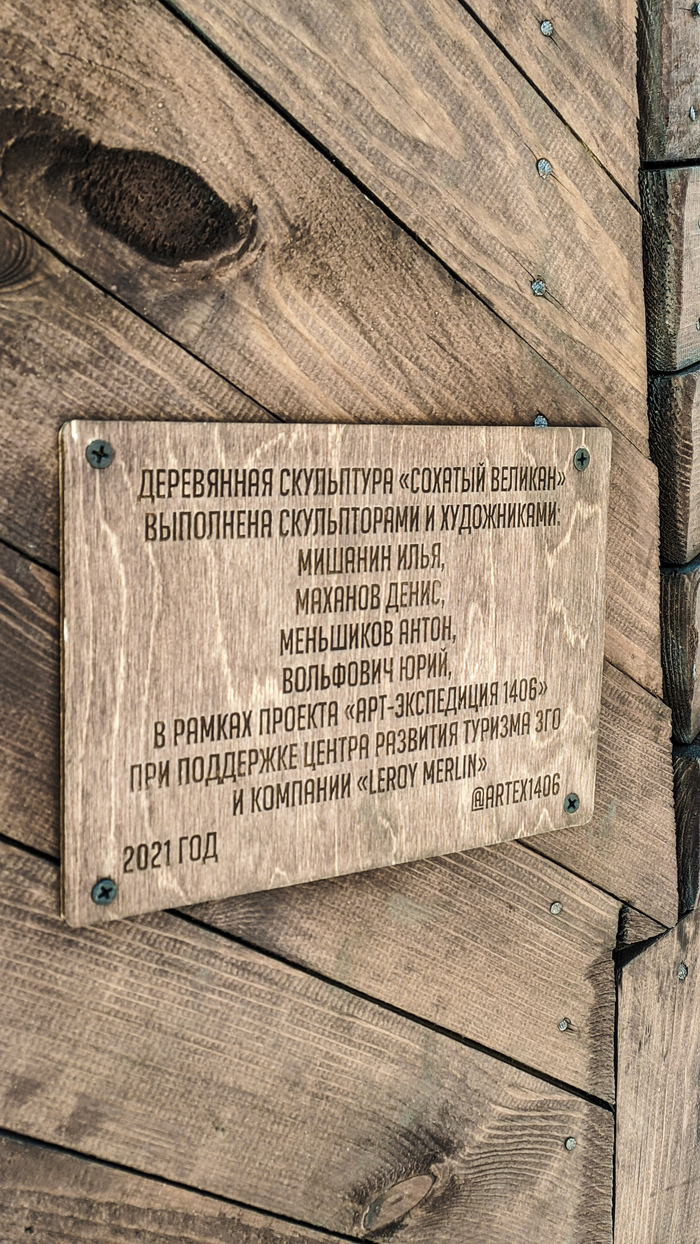 ДЕРЕВЯННАЯ СКУЛЬПТУРА «СОХАТЫЙ ВЕЛИКАН»
ВЫПОЛНЕНА СКУЛЬПТОРАМИ И ХУДОЖНИКАМИ:
МИШАНИН ИЛЬЯ,
МАХАНОВ ДЕНИС,
МЕНЬШИКОВ АНТОН,
ВОЛЬФОВИЧ ЮРИЙ,
В РАМКАХ ПРОЕКТА «АРТ-ЭКСПЕДИЦИЯ 1406»
ПРИ ПОДДЕРЖКЕ ЦЕНТРА РАЗВИТИЯ ТУРИЗМА ЗГО
И КОМПАНИИ «LEROY MERLIN»
@ARTEX1406
2021 ГОД